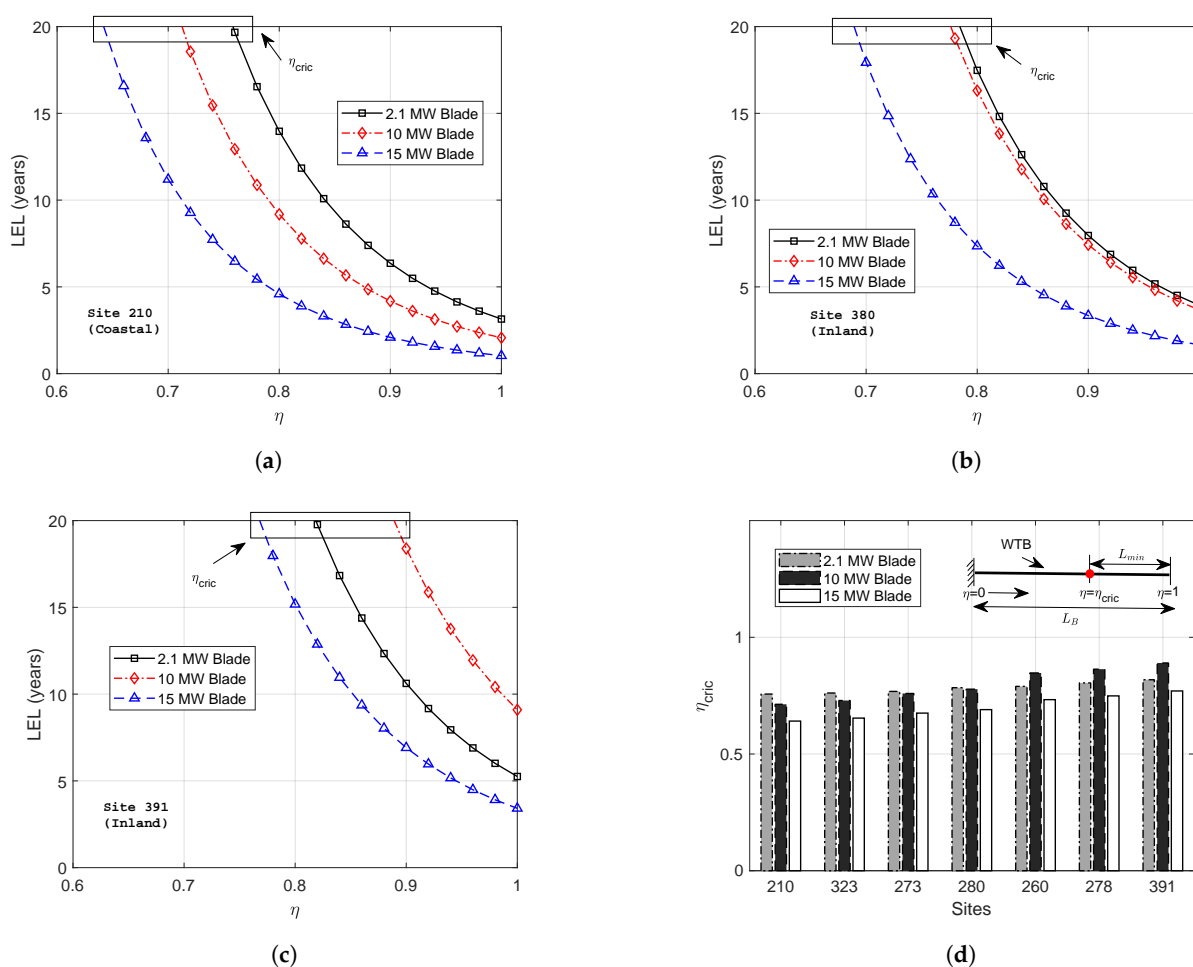 20
15
10
5
0
LEL (years)
0.6
0.7
0.8
0.9
1
η
η_cric
2.1 MW Blade
10 MW Blade
15 MW Blade
Site 210
(Coastal)
(a)
20
15
10
5
0
LEL (years)
0.6
0.7
0.8
0.9
η
η_cric
2.1 MW Blade
10 MW Blade
15 MW Blade
Site 380
(Inland)
(b)
20
15
10
5
0
LEL (years)
0.6
0.7
0.8
0.9
1
η
η_cric
2.1 MW Blade
10 MW Blade
15 MW Blade
Site 391
(Inland)
(c)
1
0.5
0
η_cric
2.1 MW Blade
10 MW Blade
15 MW Blade
WTB
L_min
η=0
η=η_cric
η=1
L_B
210
323
273
280
260
278
391
Sites
(d)